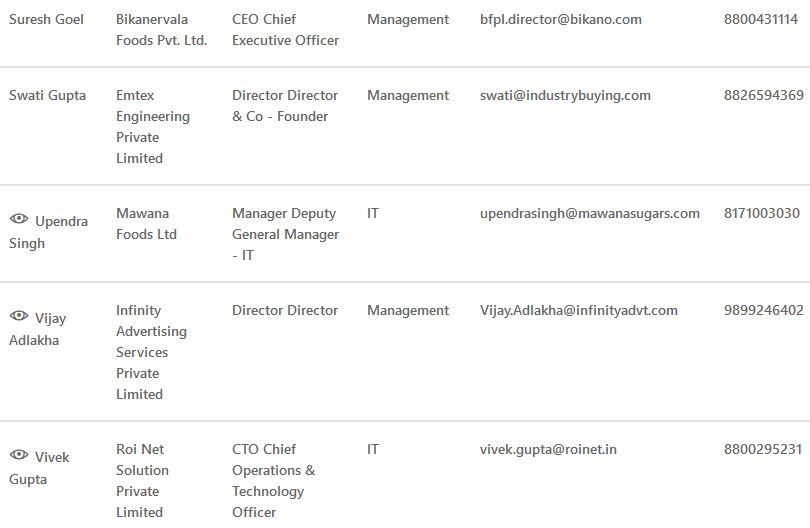 Suresh Goel Bikanervala CEO Chief Management bfpl.director@bikano.com 8800431114
Foods Pvt. Ltd. Executive Officer
Swati Gupta Emtex Director Director Management swati@industrybuying.com 8826594369
Engineering & Co - Founder
Private
Limited
Upendra Mawana Manager Deputy IT upendrasingh@mawanasugars.com 8171003030
Singh Foods Ltd General Manager
- IT
Vijay Infinity Director Director Management Vijay.Adlakha@infinityadvt.com 9899246402
Adlakha Advertising
Services
Private
Limited
Vivek Roi Net CTO Chief IT vivek.gupta@roinet.in 8800295231
Gupta Solution Operations &
Private Technology
Limited Officer